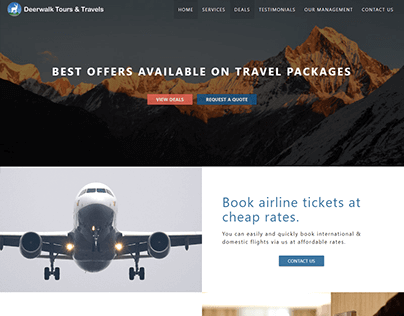 Deerwalk Tours & Travels
HOME SERVICES DEALS TESTIMONIALS OUR MANAGEMENT CONTACT US
BEST OFFERS AVAILABLE ON TRAVEL PACKAGES
VIEW DEALS REQUEST A QUOTE
Book airline tickets at
cheap rates.
You can easily and quickly book international &
domestic flights via us at affordable rates.
CONTACT US